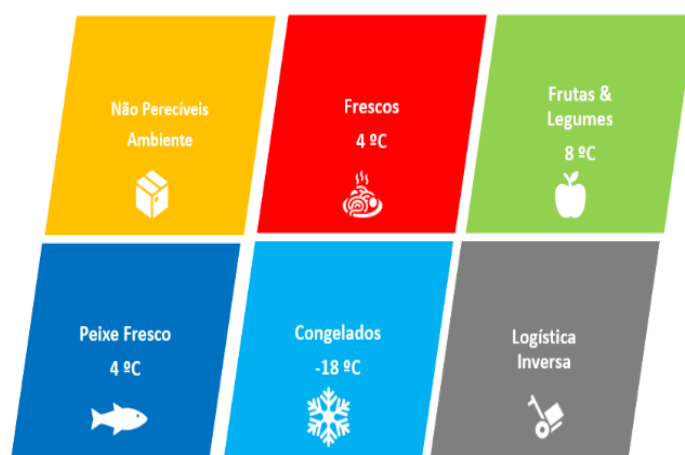 Não Perecíveis
Ambiente
Frescos
4 ºC
Frutas &
Legumes
8 ºC
Peixe Fresco
4 ºC
Congelados
-18 ºC
Logística
Inversa